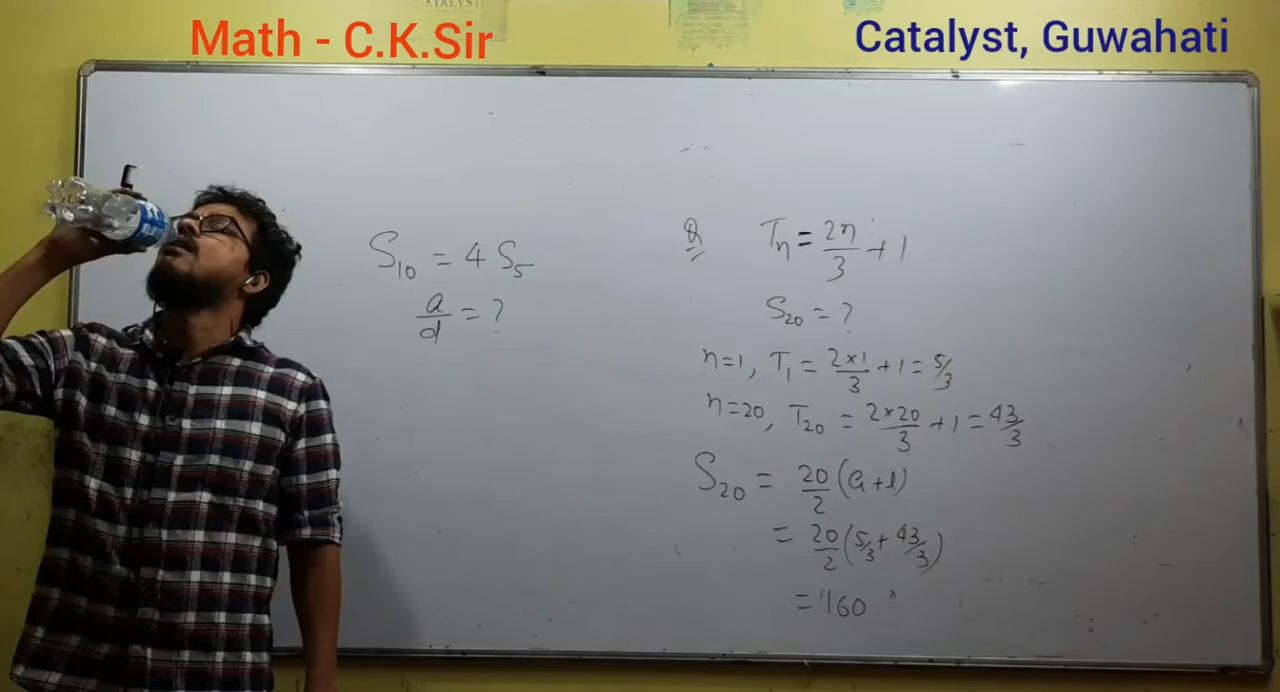 Math - C.K.Sir
Catalyst, Guwahati
S₁₀ = 4 S₅
a/d = ?
Q
Tₙ = 2n/3 + 1
S₂₀ = ?
n=1, T₁ = 2×1/3 + 1 = 5/3
n=20, T₂₀ = 2×20/3 + 1 = 43/3
S₂₀ = 20/2 (a+l)
= 20/2 (5/3 + 43/3)
= 160